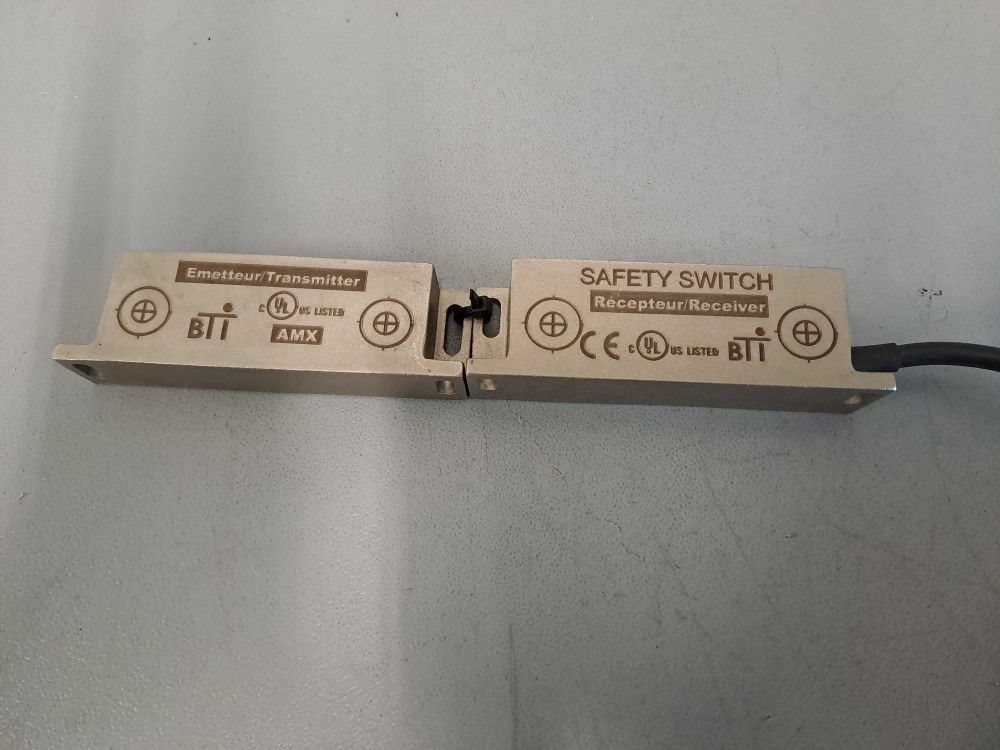 Emetteur/Transmitter
BTI
C UL US LISTED
AMX
SAFETY SWITCH
Récepteur/Receiver
CE C UL US LISTED BTI